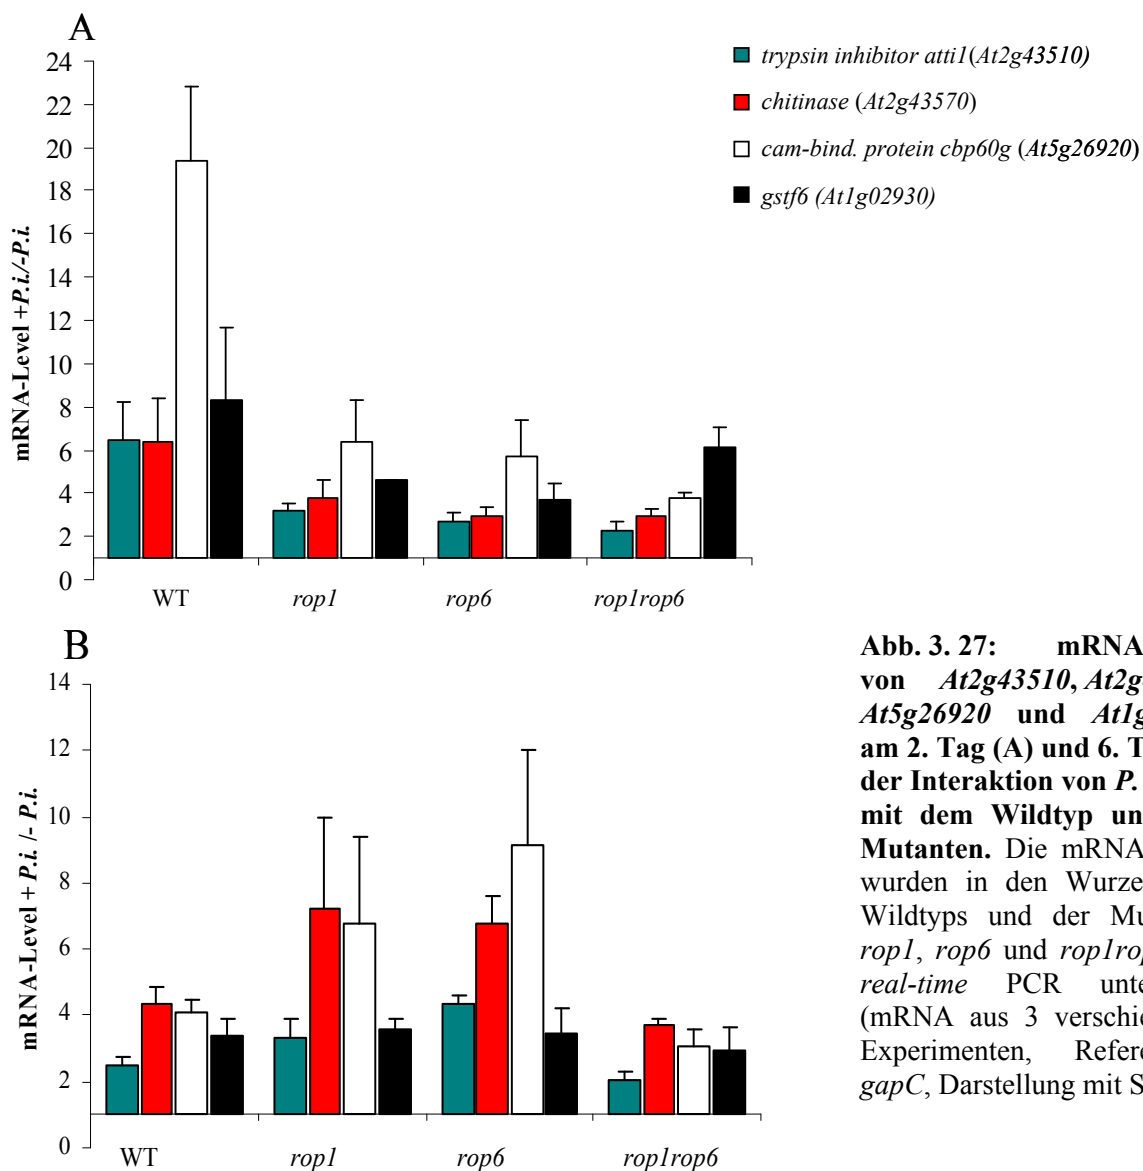 A
24
22
20
18
16
14
12
10
8
6
4
2
0
mRNA-Level +P.i./-P.i.
WT rop1 rop6 rop1rop6
trypsin inhibitor atti1(At2g43510)
chitinase (At2g43570)
cam-bind. protein cbp60g (At5g26920)
gstf6 (At1g02930)
B
14
12
10
8
6
4
2
0
mRNA-Level + P.i. /- P.i.
WT rop1 rop6 rop1rop6
Abb. 3. 27: mRNA
von At2g43510, At2g
At5g26920 und At1g
am 2. Tag (A) und 6. T
der Interaktion von P.
mit dem Wildtyp un
Mutanten. Die mRNA
wurden in den Wurze
Wildtyps und der Mu
rop1, rop6 und rop1rop
real-time PCR unte
(mRNA aus 3 verschie
Experimenten, Refere
gapC, Darstellung mit S